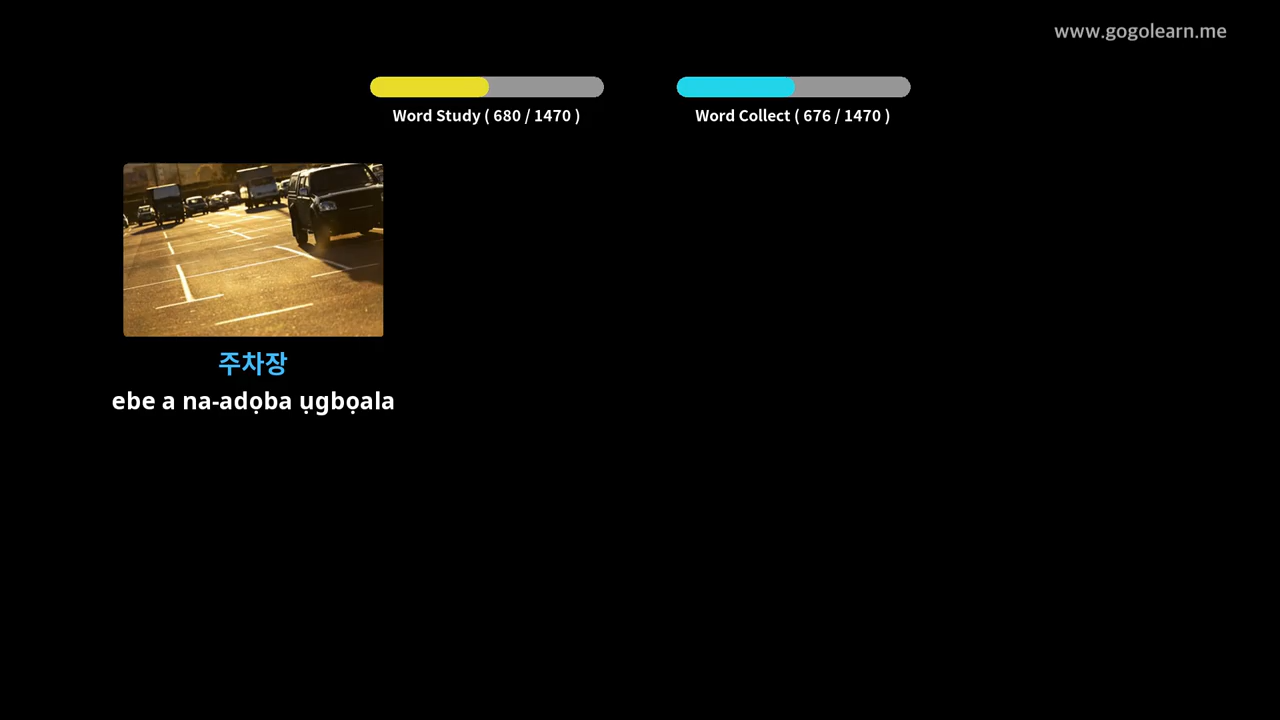 www.gogolearn.me
Word Study ( 680 / 1470 )
Word Collect ( 676 / 1470 )
주차장
ebe a na-adọba ụgbọala